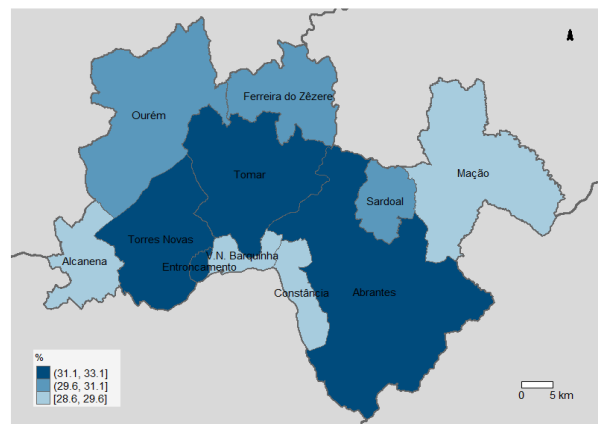 Ferreira do Zêzere
Ourém
Tomar
Mação
Sardoal
Torres Novas
V.N. Barquinha
Alcanena
Entroncamento
Constância
Abrantes
%
(31.1, 33.1]
(29.6, 31.1]
[28.6, 29.6]
0 5 km